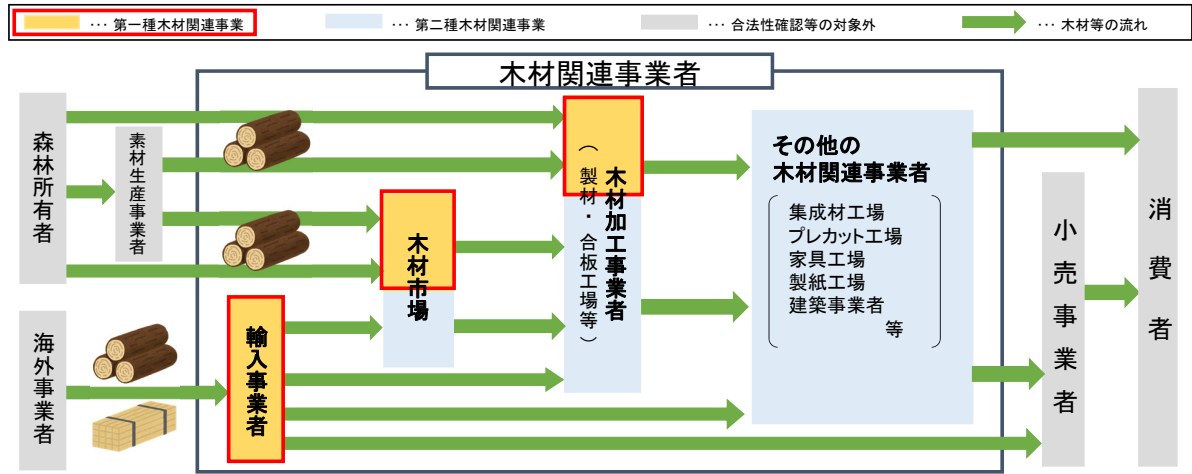 … 第一種木材関連事業
… 第二種木材関連事業
… 合法性確認等の対象外
… 木材等の流れ
木材関連事業者
森林所有者
素材生産事業者
海外事業者
輸入事業者
木材市場
木材加工事業者
（製材・合板工場等）
その他の
木材関連事業者
集成材工場
プレカット工場
家具工場
製紙工場
建築事業者
等
小売事業者
消費者